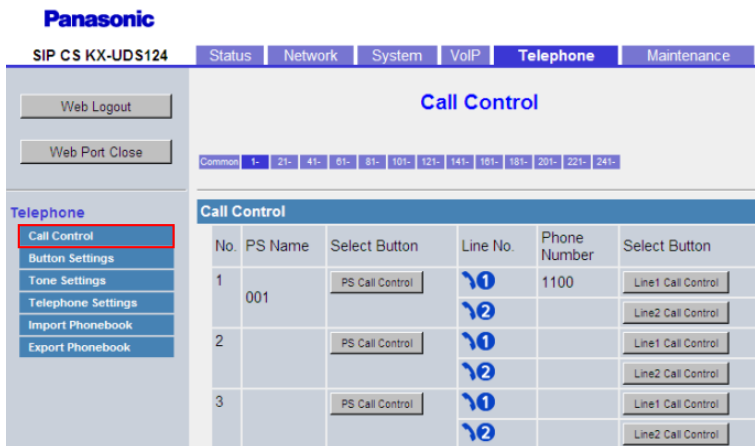 Panasonic
SIP CS KX-UDS124
Status Network System VoIP Telephone Maintenance
Web Logout
Web Port Close
Call Control
Common 1- 21- 41- 61- 81- 101- 121- 141- 161- 181- 201- 221- 241-
Telephone
Call Control
Button Settings
Tone Settings
Telephone Settings
Import Phonebook
Export Phonebook
Call Control
No. PS Name Select Button Line No. Phone Number Select Button
1 001 PS Call Control 1 1100 Line1 Call Control
2 Line2 Call Control
2 PS Call Control 1 Line1 Call Control
2 Line2 Call Control
3 PS Call Control 1 Line1 Call Control
2 Line2 Call Control